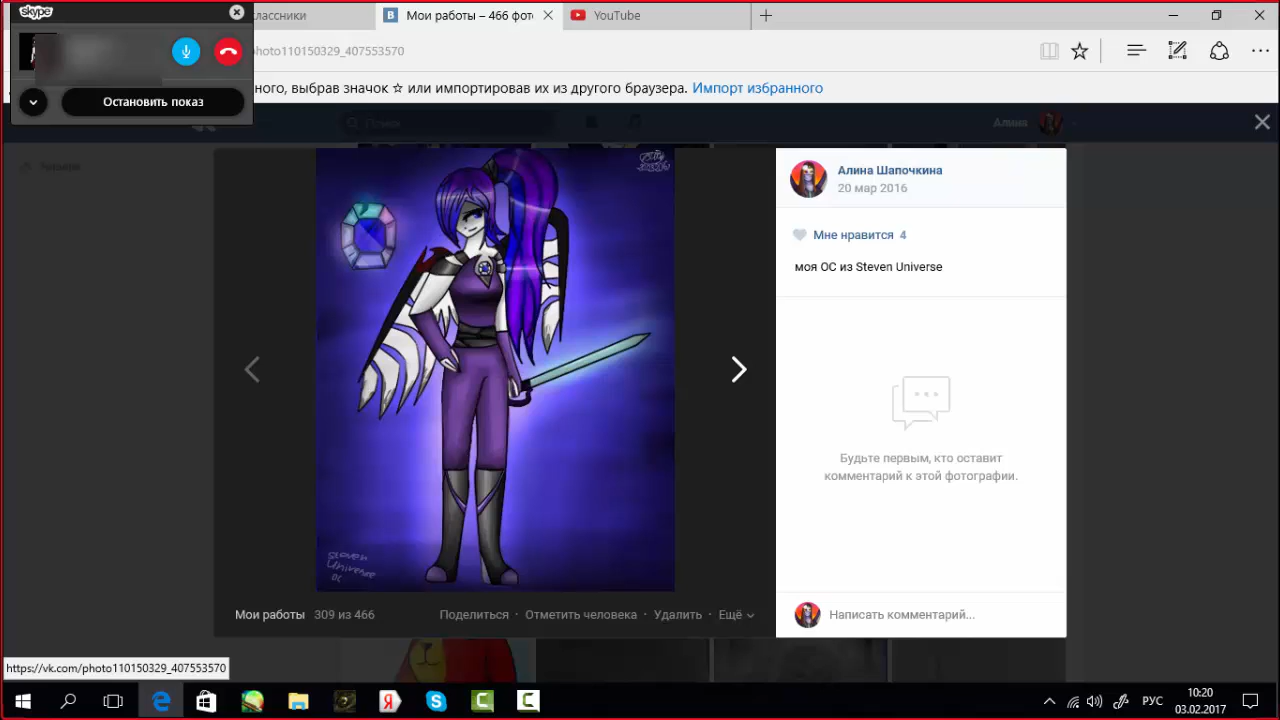 skype
Остановить показ
классники
Мои работы – 466 фот
YouTube
photo110150329_407553570
ного, выбрав значок ☆ или импортировав их из другого браузера. Импорт избранного
Поиск
Алина
Алина Шапочкина
20 мар 2016
Мне нравится 4
моя ОС из Steven Universe
Steven
Universe
ОС
Будьте первым, кто оставит
комментарий к этой фотографии.
Мои работы 309 из 466
Поделиться · Отметить человека · Удалить · Ещё
Написать комментарий...
https://vk.com/photo110150329_407553570
РУС
10:20
03.02.2017